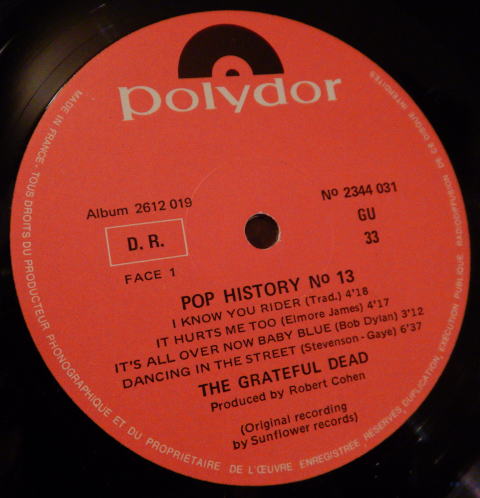 polydor
Album 2612 019
No 2344 031
D. R.
GU
33
FACE 1
POP HISTORY No 13
I KNOW YOU RIDER (Trad.) 4'18
IT HURTS ME TOO (Elmore James) 4'17
IT'S ALL OVER NOW BABY BLUE (Bob Dylan) 3'12
DANCING IN THE STREET (Stevenson - Gaye) 6'37
THE GRATEFUL DEAD
Produced by Robert Cohen
(Original recording
by Sunflower records)
MADE IN FRANCE · TOUS DROITS DU PRODUCTEUR PHONOGRAPHIQUE ET DU PROPRIÉTAIRE DE L'ŒUVRE ENREGISTRÉE RÉSERVÉS DUPLICATION, EXÉCUTION PUBLIQUE RADIODIFFUSION DE CE DISQUE INTERDITES